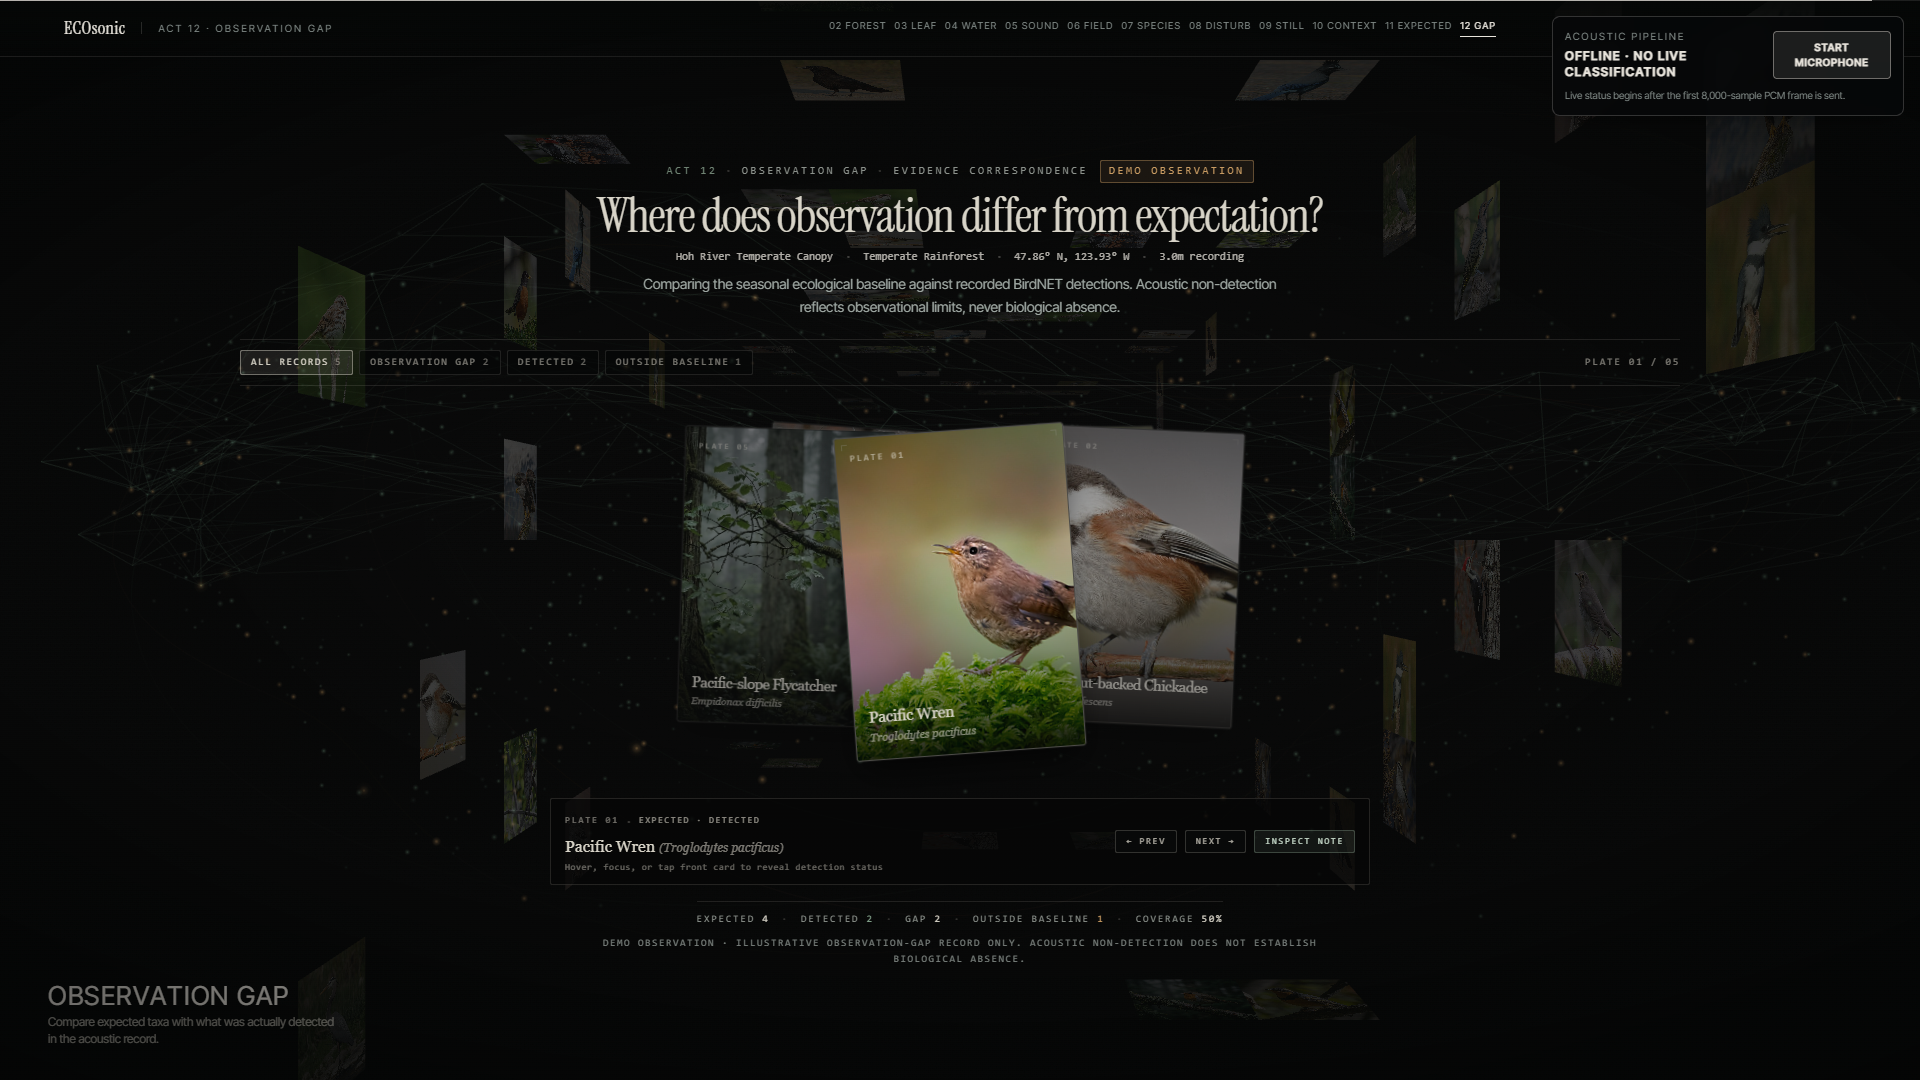 ECOsonic
ACT 12 · OBSERVATION GAP
02 FOREST 03 LEAF 04 WATER 05 SOUND 06 FIELD 07 SPECIES 08 DISTURB 09 STILL 10 CONTEXT 11 EXPECTED 12 GAP
ACOUSTIC PIPELINE
OFFLINE · NO LIVE
CLASSIFICATION
START
MICROPHONE
Live status begins after the first 8,000-sample PCM frame is sent.
ACT 12 · OBSERVATION GAP · EVIDENCE CORRESPONDENCE DEMO OBSERVATION
Where does observation differ from expectation?
Hoh River Temperate Canopy · Temperate Rainforest · 47.86° N, 123.93° W · 3.0m recording
Comparing the seasonal ecological baseline against recorded BirdNET detections. Acoustic non-detection
reflects observational limits, never biological absence.
ALL RECORDS 5 OBSERVATION GAP 2 DETECTED 2 OUTSIDE BASELINE 1 PLATE 01 / 05
PLATE 05
Pacific-slope Flycatcher
Empidonax difficilis
PLATE 01
Pacific Wren
Troglodytes pacificus
TE 02
ut-backed Chickadee
escens
PLATE 01 . EXPECTED · DETECTED
Pacific Wren (Troglodytes pacificus)
Hover, focus, or tap front card to reveal detection status
← PREV NEXT → INSPECT NOTE
EXPECTED 4 · DETECTED 2 · GAP 2 · OUTSIDE BASELINE 1 · COVERAGE 50%
DEMO OBSERVATION · ILLUSTRATIVE OBSERVATION-GAP RECORD ONLY. ACOUSTIC NON-DETECTION DOES NOT ESTABLISH
BIOLOGICAL ABSENCE.
OBSERVATION GAP
Compare expected taxa with what was actually detected
in the acoustic record.